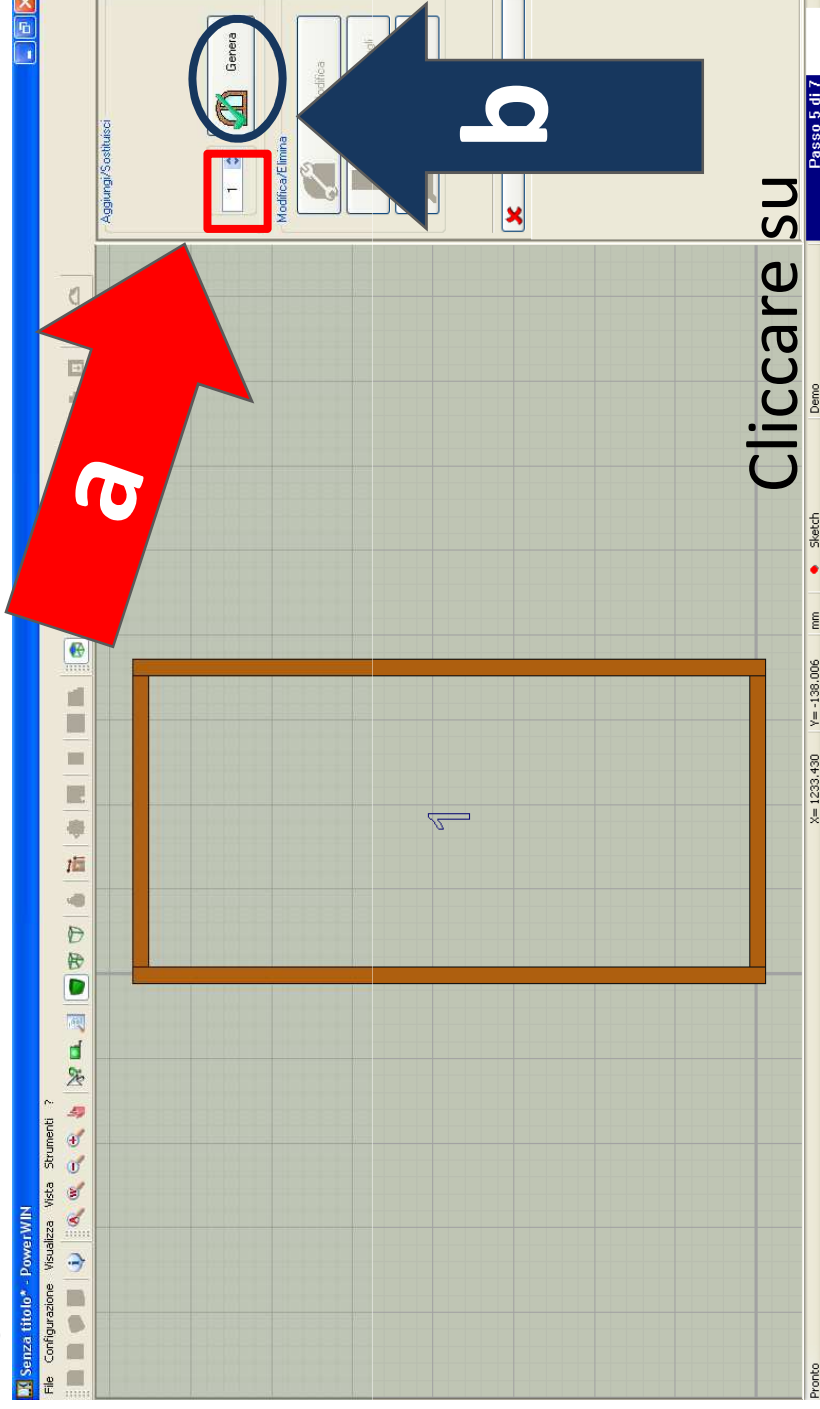 Senza titolo* - PowerWIN
File Configurazione Visualizza Vista Strumenti ?
a
Aggiungi/Sostituisci
1
Genera
Modifica/Elimina
b
1
Cliccare su
Pronto
X= 1233.430
Y= -138.006
mm
Sketch
Demo
Passo 5 di 7